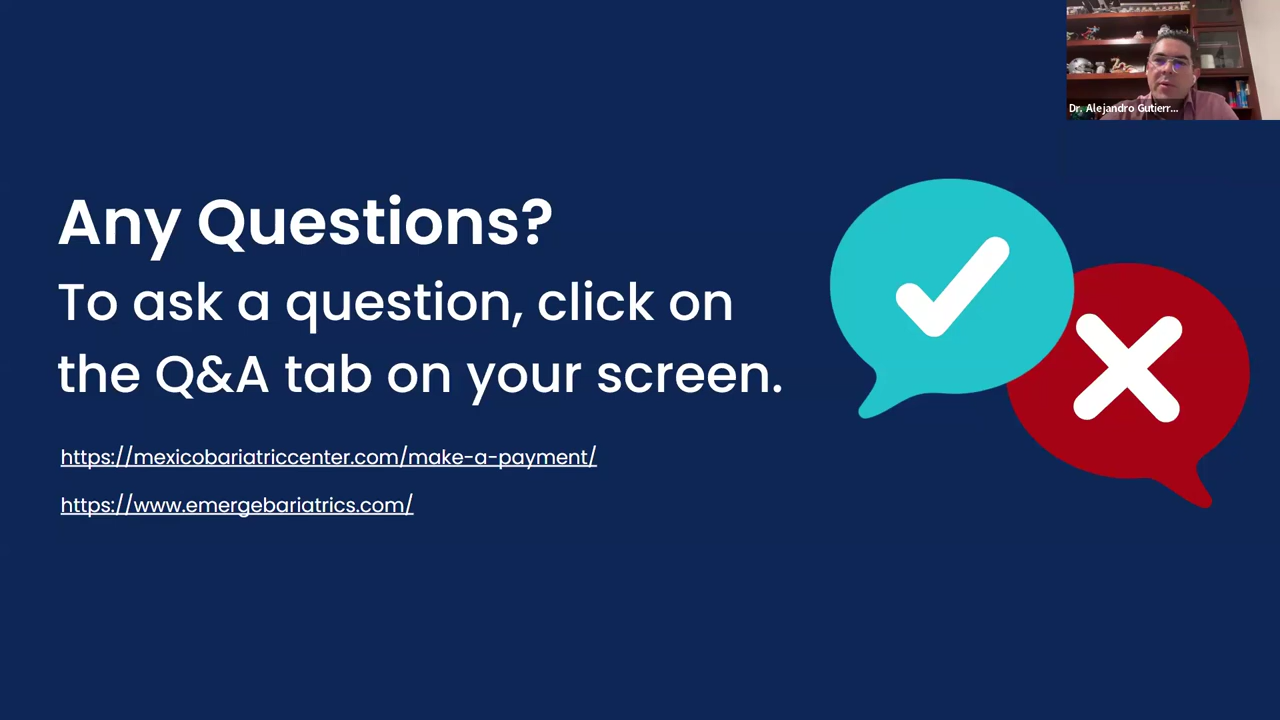 Dr. Alejandro Gutierr...
Any Questions?
To ask a question, click on
the Q&A tab on your screen.
https://mexicobariatriccenter.com/make-a-payment/
https://www.emergebariatrics.com/